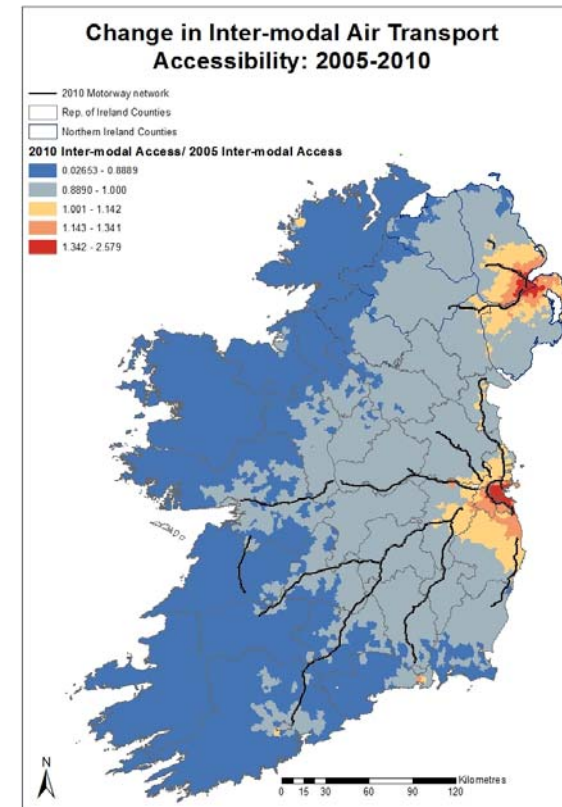 Change in Inter-modal Air Transport
Accessibility: 2005-2010
2010 Motorway network
Rep. of Ireland Counties
Northern Ireland Counties
2010 Inter-modal Access/ 2005 Inter-modal Access
0.02653 - 0.8889
0.8890 - 1.000
1.001 - 1.142
1.143 - 1.341
1.342 - 2.579
N
Kilometres
0 15 30 60 90 120